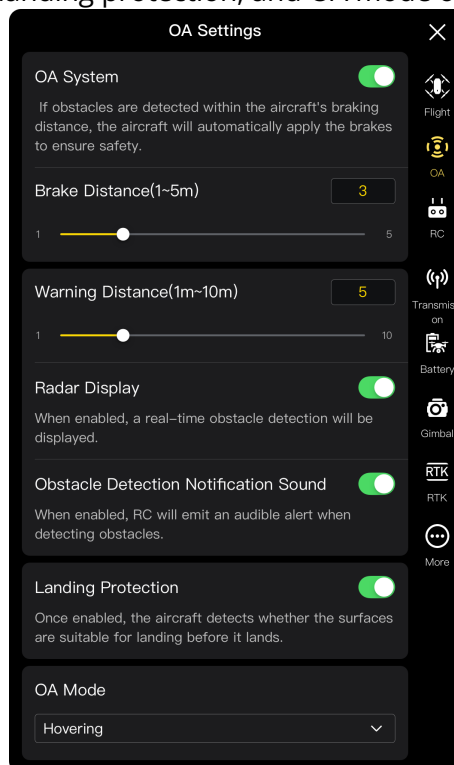 anding protection, and
OA Settings
OA System
If obstacles are detected within the aircraft's braking
distance, the aircraft will automatically apply the brakes
to ensure safety.
Brake Distance(1~5m)
3
1
5
Warning Distance(1m~10m)
5
1
10
Radar Display
When enabled, a real-time obstacle detection will be
displayed.
Obstacle Detection Notification Sound
When enabled, RC will emit an audible alert when
detecting obstacles.
Landing Protection
Once enabled, the aircraft detects whether the surfaces
are suitable for landing before it lands.
OA Mode
Hovering
Flight
OA
RC
Transmis
on
Battery
Gimbal
RTK
RTK
More